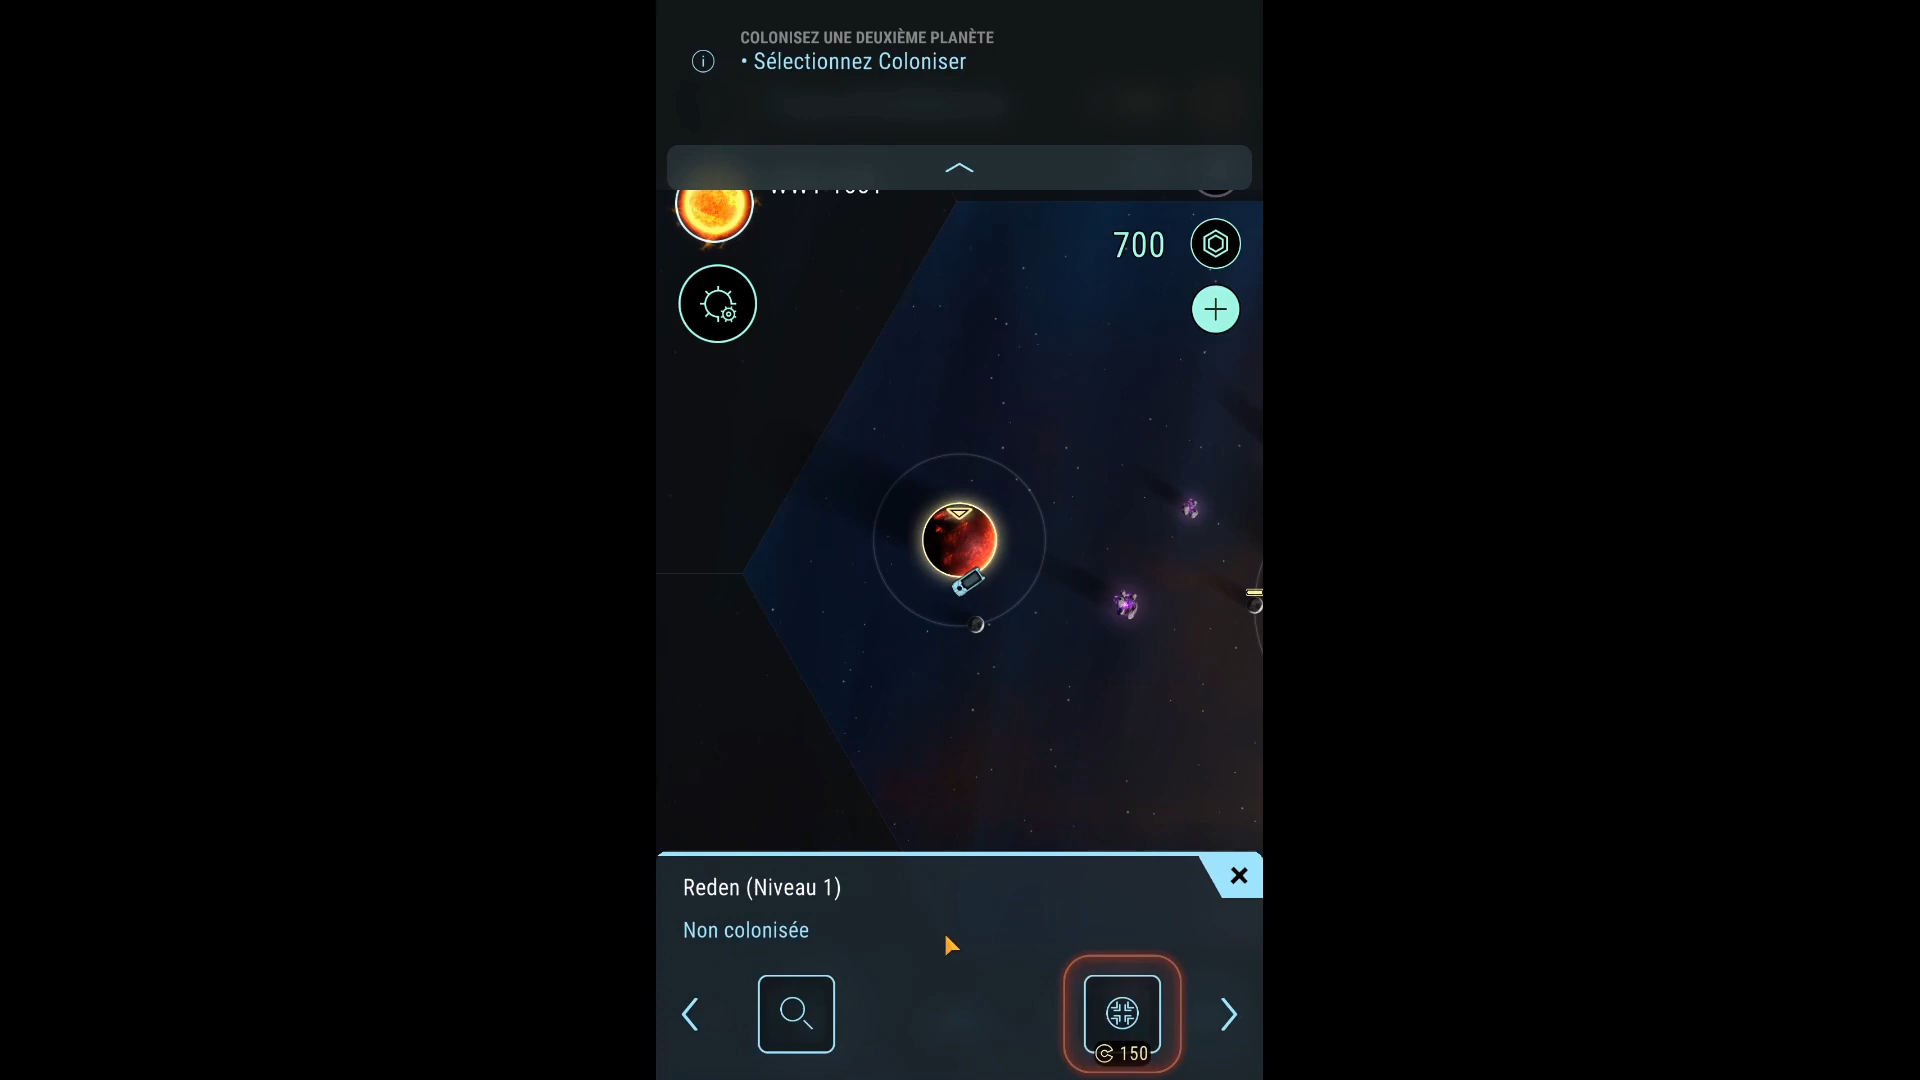 COLONISEZ UNE DEUXIÈME PLANÈTE
• Sélectionnez Coloniser
700
Reden (Niveau 1)
Non colonisée
150